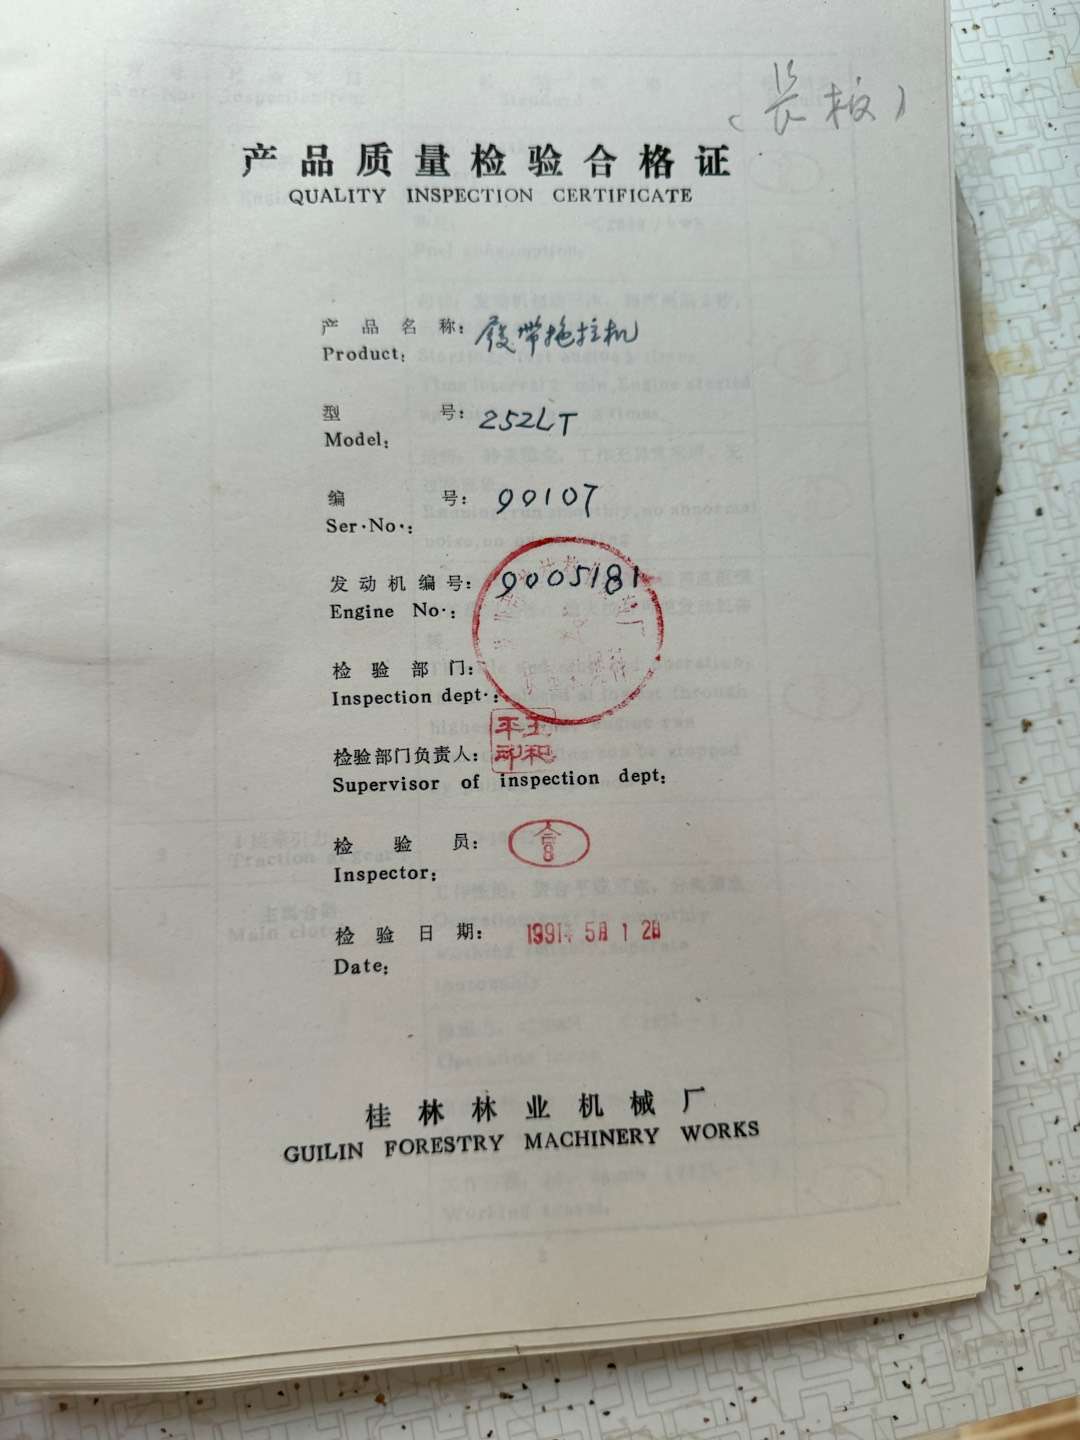 (长板)
产品质量检验合格证
QUALITY INSPECTION CERTIFICATE
产品名称: 履带拖拉机
Product:
型号: 252LT
Model:
编号: 90107
Ser·No·:
发动机编号: 9005181
Engine No·:
检验部门:
Inspection dept·:
检验部门负责人:
Supervisor of inspection dept:
检验员: 合8
Inspector:
检验日期: 1991年5月12日
Date:
桂林林业机械厂
GUILIN FORESTRY MACHINERY WORKS